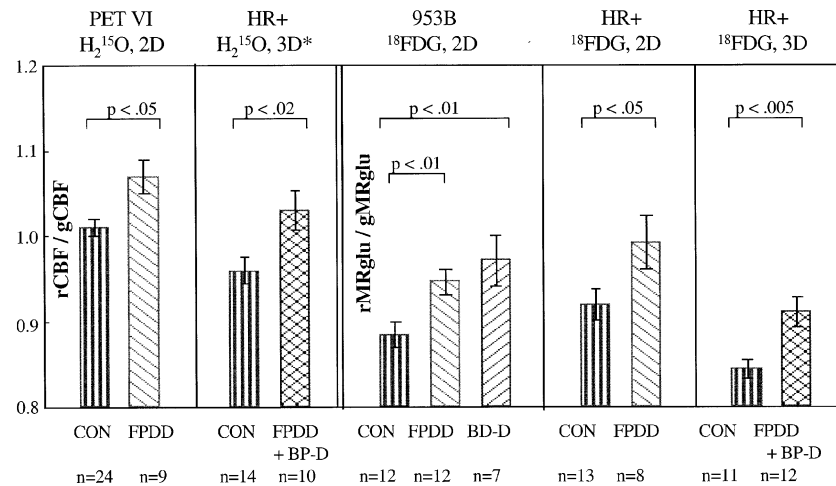 PET VI
H₂¹⁵O, 2D
HR+
H₂¹⁵O, 3D*
953B
¹⁸FDG, 2D
HR+
¹⁸FDG, 2D
HR+
¹⁸FDG, 3D
1.2
1.1
1.0
0.9
0.8
rCBF / gCBF
p < .05
p < .02
rMRglu / gMRglu
p < .01
p < .01
p < .05
p < .005
CON FPDD
n=24 n=9
CON FPDD
+ BP-D
n=14 n=10
CON FPDD BD-D
n=12 n=12 n=7
CON FPDD
n=13 n=8
CON FPDD
+ BP-D
n=11 n=12